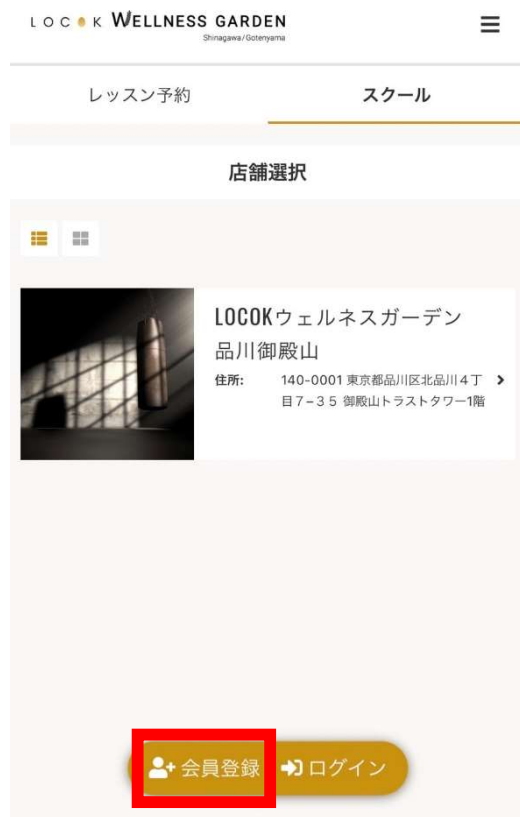 LOCOK WELLNESS GARDEN
Shinagawa/Gotenyama
レッスン予約
スクール
店舗選択
LOCOKウェルネスガーデン
品川御殿山
住所: 140-0001 東京都品川区北品川4丁
目7−35 御殿山トラストタワー1階
会員登録
ログイン